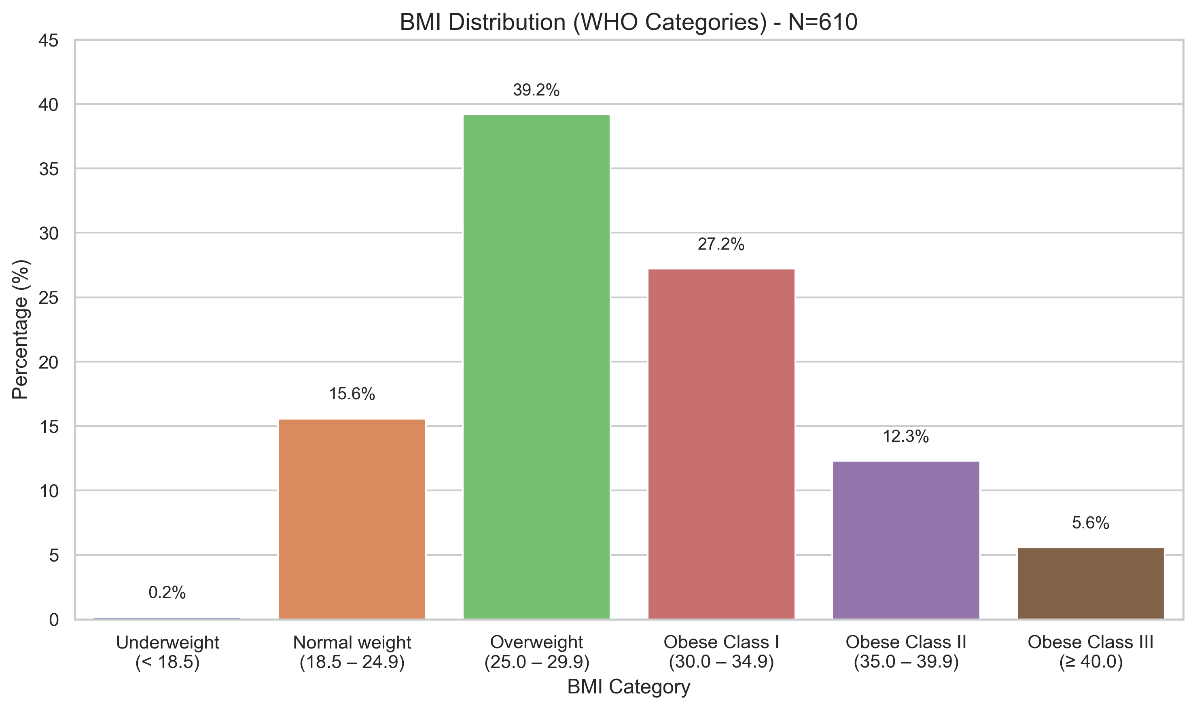 BMI Distribution (WHO Categories) - N=610
Percentage (%)
45
40
35
30
25
20
15
10
5
0
0.2%
15.6%
39.2%
27.2%
12.3%
5.6%
Underweight
(< 18.5)
Normal weight
(18.5 – 24.9)
Overweight
(25.0 – 29.9)
Obese Class I
(30.0 – 34.9)
Obese Class II
(35.0 – 39.9)
Obese Class III
(≥ 40.0)
BMI Category